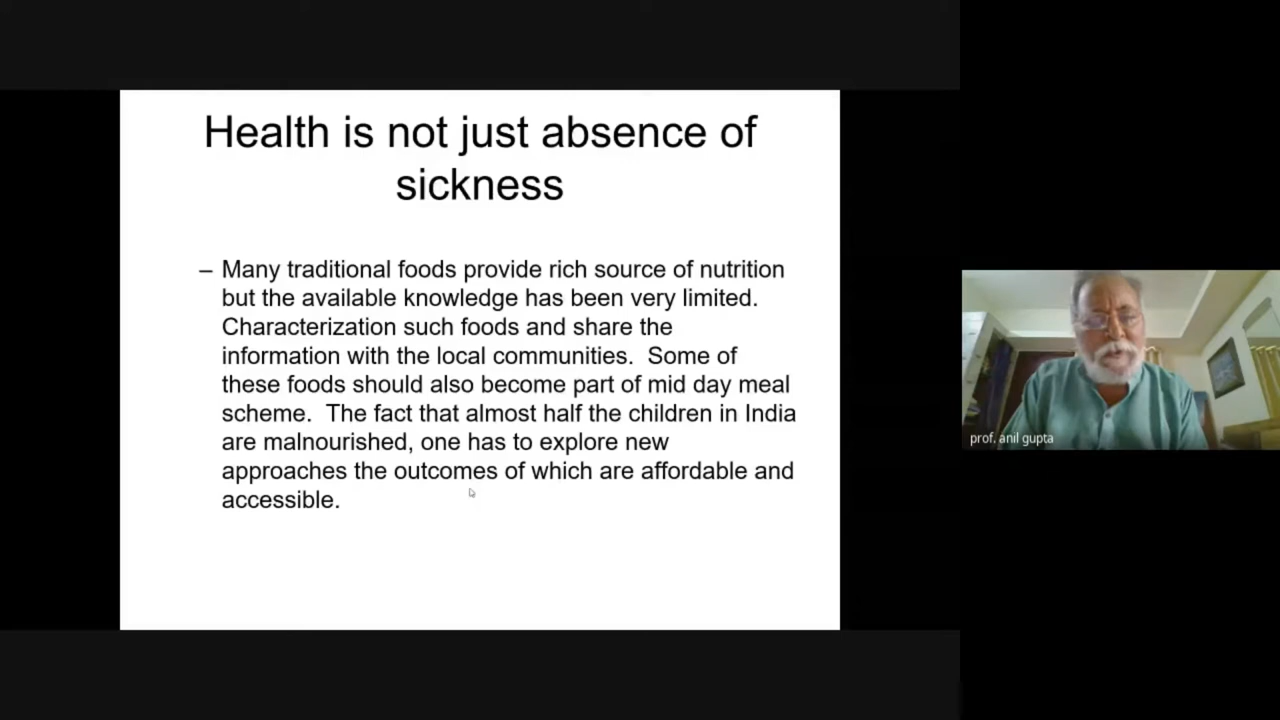 Health is not just absence of
sickness
– Many traditional foods provide rich source of nutrition
but the available knowledge has been very limited.
Characterization such foods and share the
information with the local communities.  Some of
these foods should also become part of mid day meal
scheme.  The fact that almost half the children in India
are malnourished, one has to explore new
approaches the outcomes of which are affordable and
accessible.
prof. anil gupta